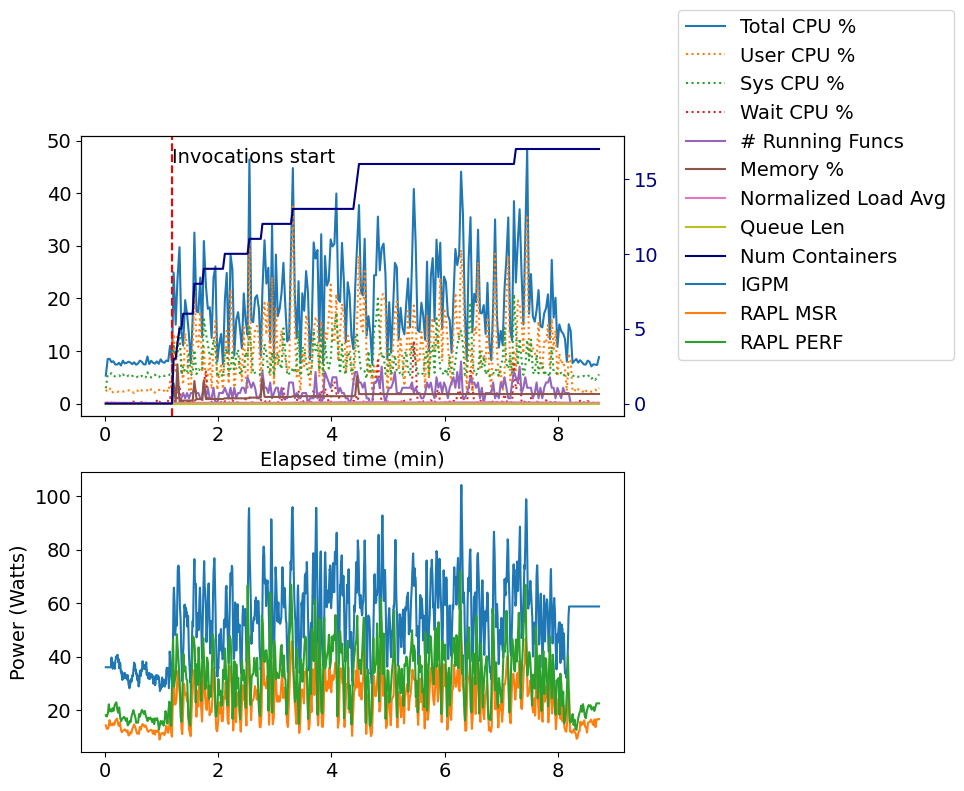 Total CPU %
User CPU %
Sys CPU %
Wait CPU %
# Running Funcs
Memory %
Normalized Load Avg
Queue Len
Num Containers
IGPM
RAPL MSR
RAPL PERF
50
40
30
20
10
0
Invocations start
15
10
5
0
0 2 4 6 8
Elapsed time (min)
Power (Watts)
100
80
60
40
20
0 2 4 6 8